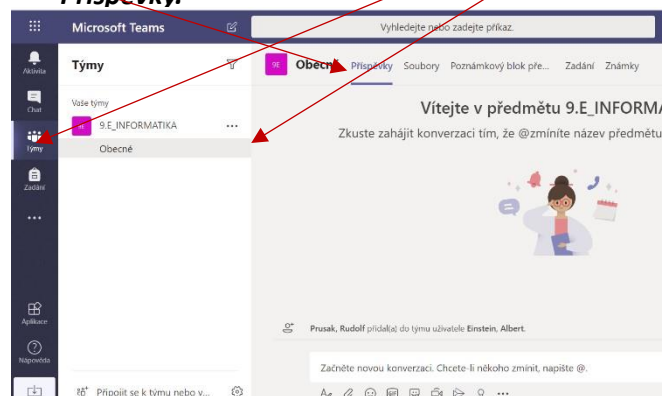 Příspěvky.
Microsoft Teams
Vyhledejte nebo zadejte příkaz.
Aktivita
Týmy
9E Obecné Příspěvky Soubory Poznámkový blok pře... Zadání Známky
Chat
Vaše týmy
Vítejte v předmětu 9.E_INFORMA
9E 9.E_INFORMATIKA ...
Zkuste zahájit konverzaci tím, že @zmíníte název předmětu
Týmy
Obecné
Zadání
Aplikace
Prusak, Rudolf přidal(a) do týmu uživatele Einstein, Albert.
Nápověda
Začněte novou konverzaci. Chcete-li někoho zmínit, napište @.
Připojit se k týmu nebo v...
GIF